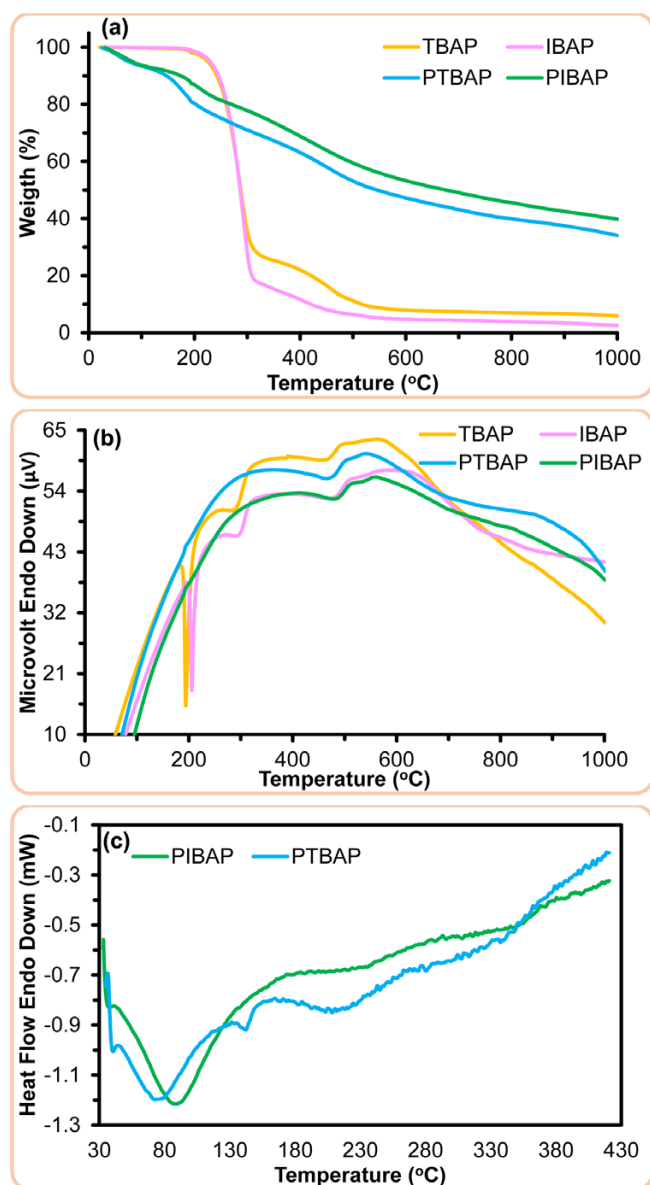 (a)
TBAP
IBAP
PTBAP
PIBAP
Weigth (%)
100
80
60
40
20
0
0 200 400 600 800 1000
Temperature (°C)
(b)
TBAP
IBAP
PTBAP
PIBAP
Microvolt Endo Down (μV)
65
54
43
32
21
10
0 200 400 600 800 1000
Temperature (°C)
(c)
PIBAP
PTBAP
Heat Flow Endo Down (mW)
-0.1
-0.3
-0.5
-0.7
-0.9
-1.1
-1.3
30 80 130 180 230 280 330 380 430
Temperature (°C)